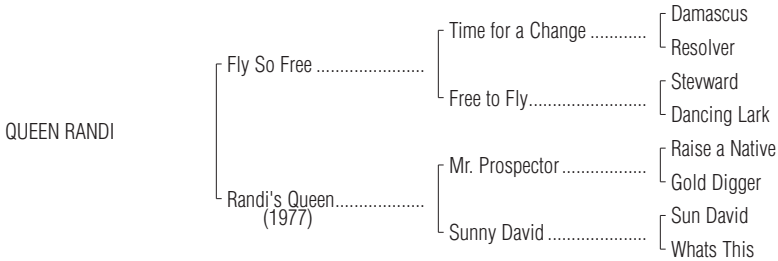 Damascus
Time for a Change ............
Resolver
Fly So Free .......................
Stevward
Free to Fly.........................
Dancing Lark
QUEEN RANDI
Raise a Native
Mr. Prospector ..................
Gold Digger
Randi's Queen...................
(1977)
Sun David
Sunny David .....................
Whats This